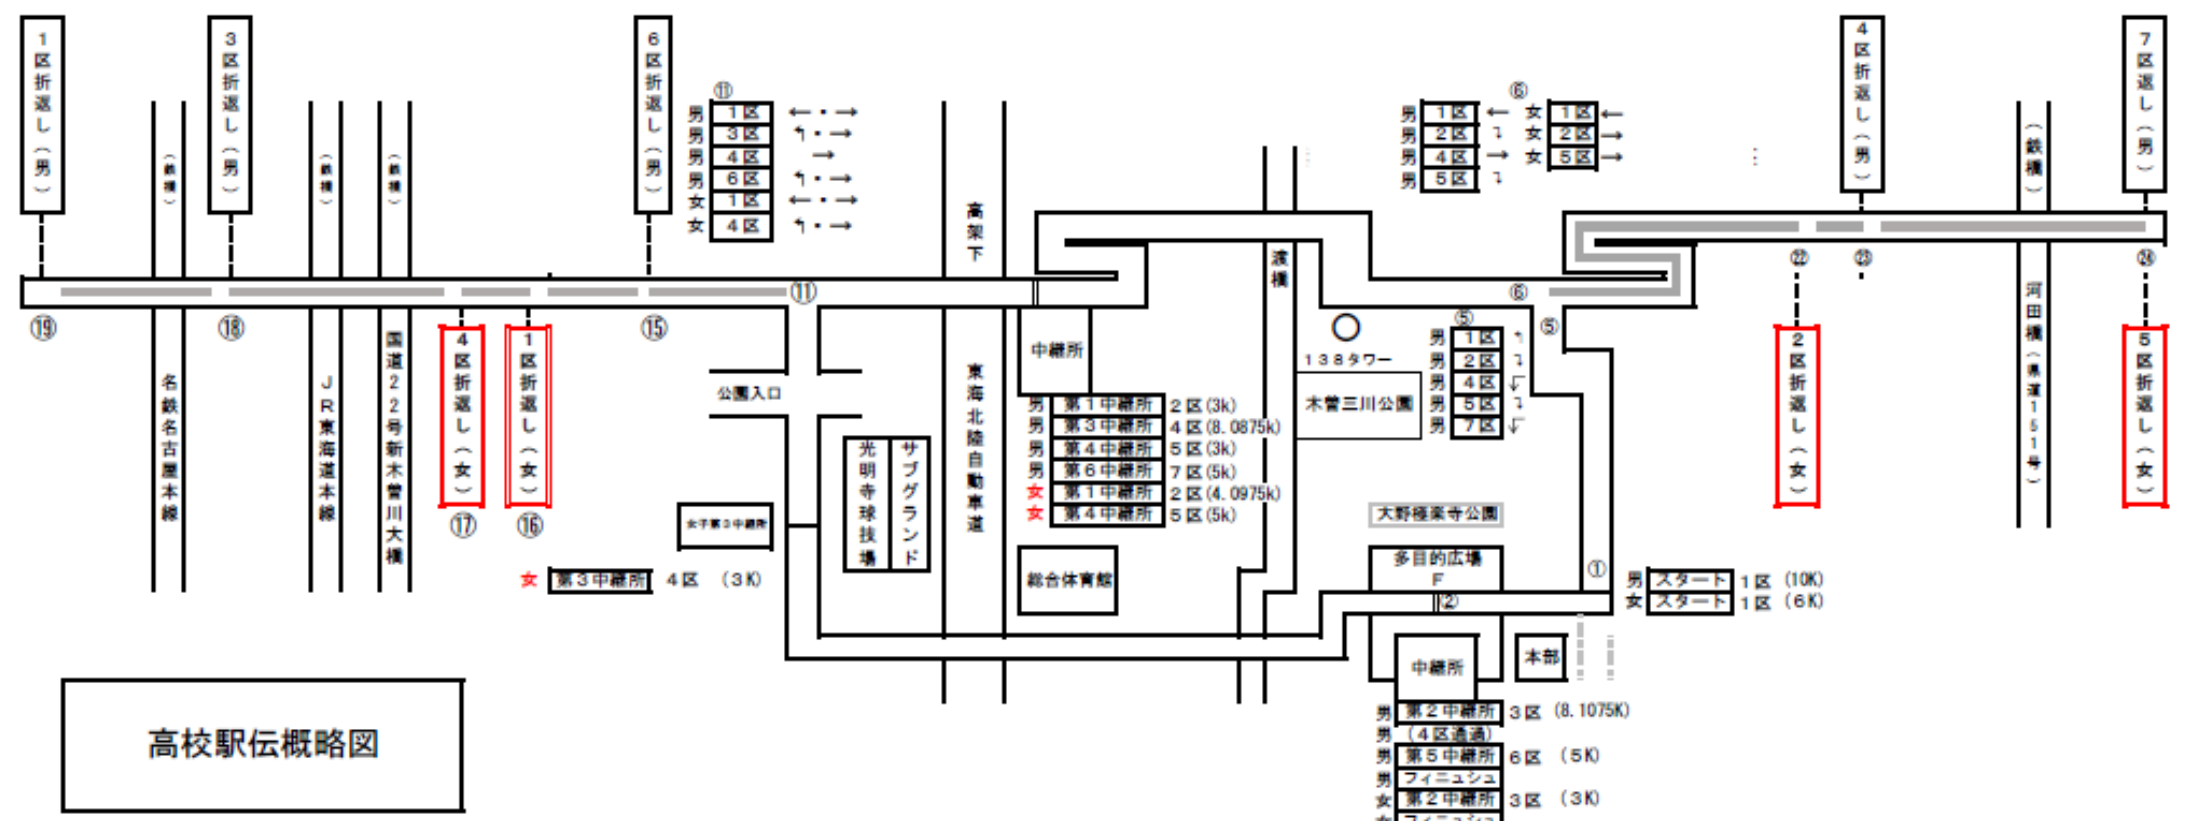 1区折返し（男）
3区折返し（男）
6区折返し（男）
4区折返し（男）
7区返し（男）
（鉄橋）
（鉄橋）
（鉄橋）
（鉄橋）
⑪
男 1区 ←・→
男 3区 ↰・→
男 4区 →
男 6区 ↰・→
女 1区 ←・→
女 4区 ↰・→
⑥
男 1区 ← 女 1区 ←
男 2区 ↴ 女 2区 →
男 4区 → 女 5区 →
男 5区 ↴
高架下
渡橋
⑲
⑱
⑮
⑪
⑥
⑤
㉒
㉓
㉔
名鉄名古屋本線
JR東海道本線
国道22号新木曽川大橋
4区折返し（女）
⑰
1区折返し（女）
⑯
公園入口
光明寺球技場
サブグランド
東海北陸自動車道
中継所
男 第1中継所 2区(3k)
男 第3中継所 4区(8.0875k)
男 第4中継所 5区(3k)
男 第6中継所 7区(5k)
女 第1中継所 2区(4.0975k)
女 第4中継所 5区(5k)
総合体育館
138タワー
木曽三川公園
⑤
男 1区
男 2区 ↴
男 4区
男 5区 ↴
男 7区
2区折返し（女）
河田橋（県道151号）
5区折返し（女）
女子第3中継所
女 第3中継所 4区 (3K)
大野極楽寺公園
多目的広場
F
①
②
男 スタート 1区 (10K)
女 スタート 1区 (6K)
中継所
本部
男 第2中継所 3区 (8.1075K)
男 (4区通過)
男 第5中継所 6区 (5K)
男 フィニュシュ
女 第2中継所 3区 (3K)
女 フィニュシュ
高校駅伝概略図